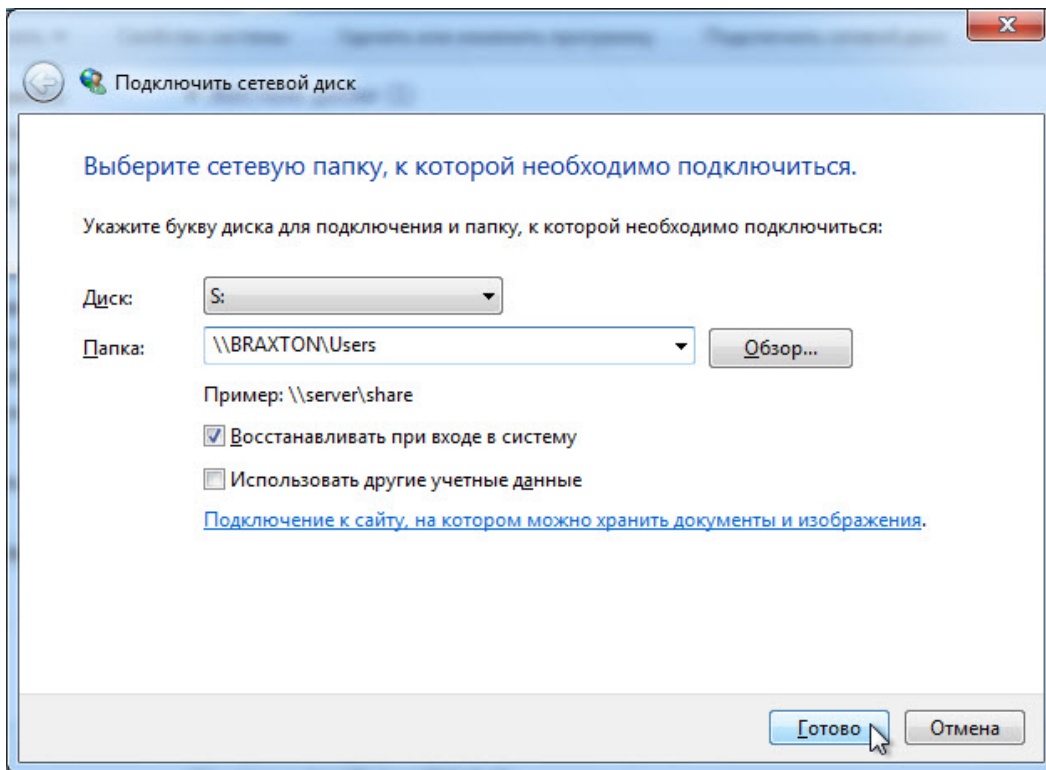 Подключить сетевой диск
Выберите сетевую папку, к которой необходимо подключиться.
Укажите букву диска для подключения и папку, к которой необходимо подключиться:
Диск: S:
Папка: \\BRAXTON\Users Обзор...
Пример: \\server\share
Восстанавливать при входе в систему
Использовать другие учетные данные
Подключение к сайту, на котором можно хранить документы и изображения.
Готово Отмена